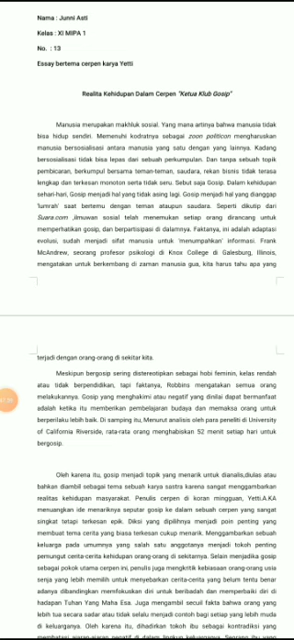 Nama : Junni Asti
Kelas : XI MIPA 1
No. : 13
Essay bertema cerpen karya Yetti
Realita Kehidupan Dalam Cerpen "Ketua Klub Gosip"
Manusia merupakan makhluk sosial. Yang mana artinya bahwa manusia tidak
bisa hidup sendiri. Memenuhi kodratnya sebagai zoon politicon mengharuskan
manusia bersosialisasi antara manusia yang satu dengan yang lainnya. Kadang
bersosialisasi tidak bisa lepas dari sebuah perkumpulan. Dan tanpa sebuah topik
pembicaran, berkumpul bersama teman-teman, saudara, rekan bisnis tidak terasa
lengkap dan terkesan monoton serta tidak seru. Sebut saja Gosip. Dalam kehidupan
sehari-hari, Gosip menjadi hal yang tidak asing lagi. Gosip menjadi hal yang dianggap
'lumrah' saat bertemu dengan teman ataupun saudara. Seperti dikutip dari
Suara.com ,ilmuwan sosial telah menemukan setiap orang dirancang untuk
memperhatikan gosip, dan berpartisipasi di dalamnya. Faktanya, ini adalah adaptasi
evolusi, sudah menjadi sifat manusia untuk 'menumpahkan' informasi. Frank
McAndrew, seorang profesor psikologi di Knox College di Galesburg, Illinois,
mengatakan untuk berkembang di zaman manusia gua, kita harus tahu apa yang
terjadi dengan orang-orang di sekitar kita.
Meskipun bergosip sering distereotipkan sebagai hobi feminin, kelas rendah
atau tidak berpendidikan, tapi faktanya, Robbins mengatakan semua orang
melakukannya. Gosip yang menghakimi atau negatif yang dinilai dapat bermanfaat
adalah ketika itu memberikan pembelajaran budaya dan memaksa orang untuk
berperilaku lebih baik. Di samping itu, Menurut analisis oleh para peneliti di University
of California Riverside, rata-rata orang menghabiskan 52 menit setiap hari untuk
bergosip.
Oleh karena itu, gosip menjadi topik yang menarik untuk dianalis,diulas atau
bahkan diambil sebagai tema sebuah karya sastra karena sangat menggambarkan
realitas kehidupan masyarakat. Penulis cerpen di koran mingguan, Yetti.A.KA
menuangkan ide menariknya seputar gosip ke dalam sebuah cerpen yang sangat
singkat tetapi terkesan epik. Diksi yang dipilihnya menjadi poin penting yang
membuat tema cerita yang biasa terkesan cukup menarik. Menggambarkan sebuah
keluarga pada umumnya yang salah satu anggotanya menjadi tokoh penting
pemungut cerita-cerita kehidupan orang-orang di sekitarnya. Selain menjadikan gosip
sebagai pokok utama cerpen ini, penulis juga mengkritik kebiasaan orang-orang usia
senja yang lebih memilih untuk menyebarkan cerita-cerita yang belum tentu benar
adanya dibandingkan memfokuskan diri untuk beribadah dan memperbaiki diri di
hadapan Tuhan Yang Maha Esa. Juga mengambil secuil fakta bahwa orang yang
lebih tua secara sadar atau tidak selalu menjadi contoh bagi setiap yang lebih muda
di keluarganya. Oleh karena itu, dihadirkan tokoh ibu sebagai kontradiksi yang